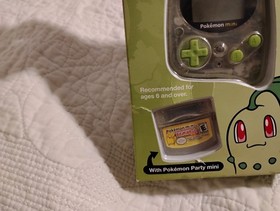 Pokémon mini
Recommended for
ages 6 and over.
E
With Pokémon Party mini